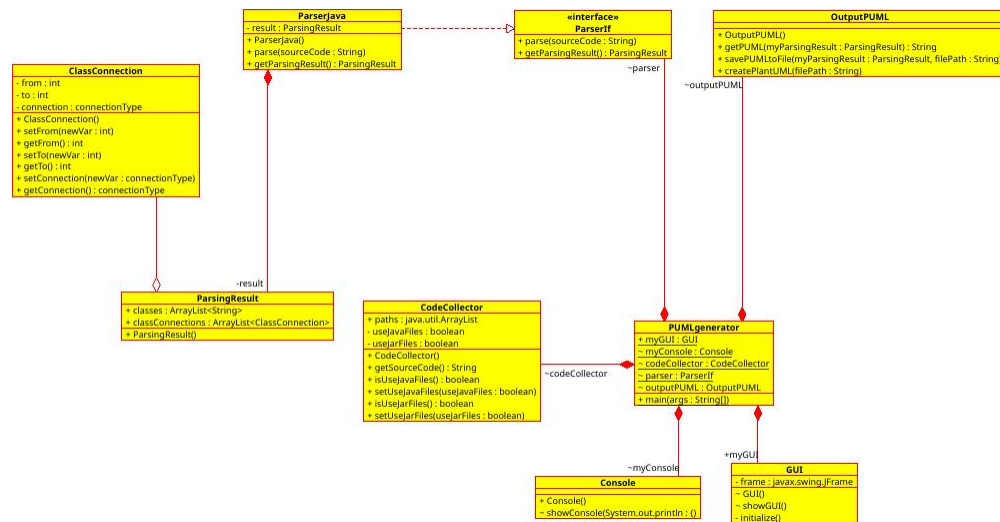 ParserJava
- result : ParsingResult
+ ParserJava()
+ parse(sourceCode : String)
+ getParsingResult() : ParsingResult
«interface»
ParserIf
+ parse(sourceCode : String)
+ getParsingResult() : ParsingResult
OutputPUML
+ OutputPUML()
+ getPUML(myParsingResult : ParsingResult) : String
+ savePUMLtoFile(myParsingResult : ParsingResult, filePath : String)
+ createPlantUML(filePath : String)
ClassConnection
- from : int
- to : int
- connection : connectionType
+ ClassConnection()
+ setFrom(newVar : int)
+ getFrom() : int
+ setTo(newVar : int)
+ getTo() : int
+ setConnection(newVar : connectionType)
+ getConnection() : connectionType
~parser
~outputPUML
-result
ParsingResult
+ classes : ArrayList<String>
+ classConnections : ArrayList<ClassConnection>
+ ParsingResult()
CodeCollector
+ paths : java.util.ArrayList
- useJavaFiles : boolean
- useJarFiles : boolean
+ CodeCollector()
+ getSourceCode() : String
+ isUseJavaFiles() : boolean
+ setUseJavaFiles(useJavaFiles : boolean)
+ isUseJarFiles() : boolean
+ setUseJarFiles(useJarFiles : boolean)
~codeCollector
PUMLgenerator
+ myGUI : GUI
~ myConsole : Console
~ codeCollector : CodeCollector
~ parser : ParserIf
~ outputPUML : OutputPUML
+ main(args : String[])
~myConsole
+myGUI
Console
+ Console()
~ showConsole(System.out.println : ()
GUI
- frame : javax.swing.JFrame
~ GUI()
~ showGUI()
- initialize()